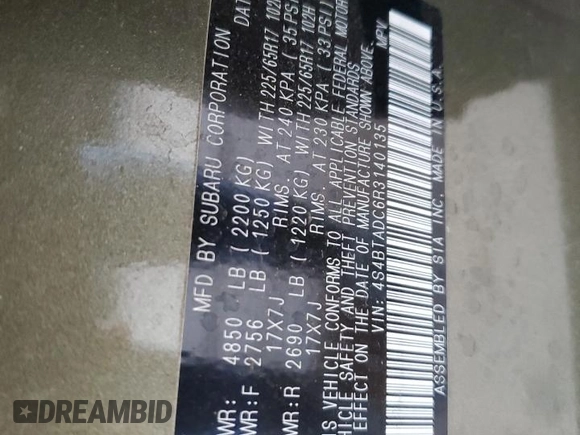 MFD BY SUBARU CORPORATION DAT
WR: 4850 LB ( 2200 KG)
WR:F 2756 LB ( 1250 KG) WITH 225/65R17 102H
17X7J RIMS. AT 240 KPA ( 35 PSI
WR:R 2690 LB ( 1220 KG) WITH 225/65R17 102H
17X7J RIMS. AT 230 KPA ( 33 PSI)
VEHICLE CONFORMS TO ALL APPLICABLE FEDERAL MOTOR
SAFETY AND THEFT PREVENTION STANDARDS
EFFECT ON THE DATE OF MANUFACTURE SHOWN ABOVE.
VIN: 4S4BTADC6R3140135 MPV
ASSEMBLED BY SIA INC. MADE IN U.S.A.
DREAMBID